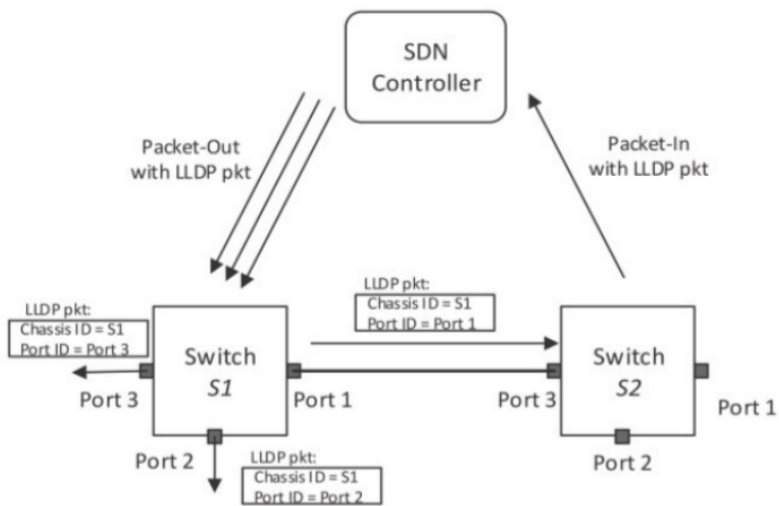 SDN
Controller
Packet-Out
with LLDP pkt
Packet-In
with LLDP pkt
LLDP pkt:
Chassis ID = S1
Port ID = Port 1
LLDP pkt:
Chassis ID = S1
Port ID = Port 3
Switch
S1
Switch
S2
Port 3
Port 1
Port 3
Port 1
Port 2
LLDP pkt:
Chassis ID = S1
Port ID = Port 2
Port 2